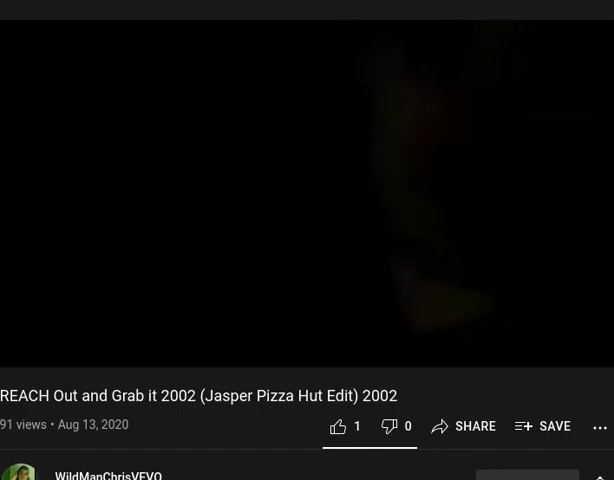 REACH Out and Grab it 2002 (Jasper Pizza Hut Edit) 2002
91 views • Aug 13, 2020
1 0 SHARE SAVE ...
WildManChrisVEVO